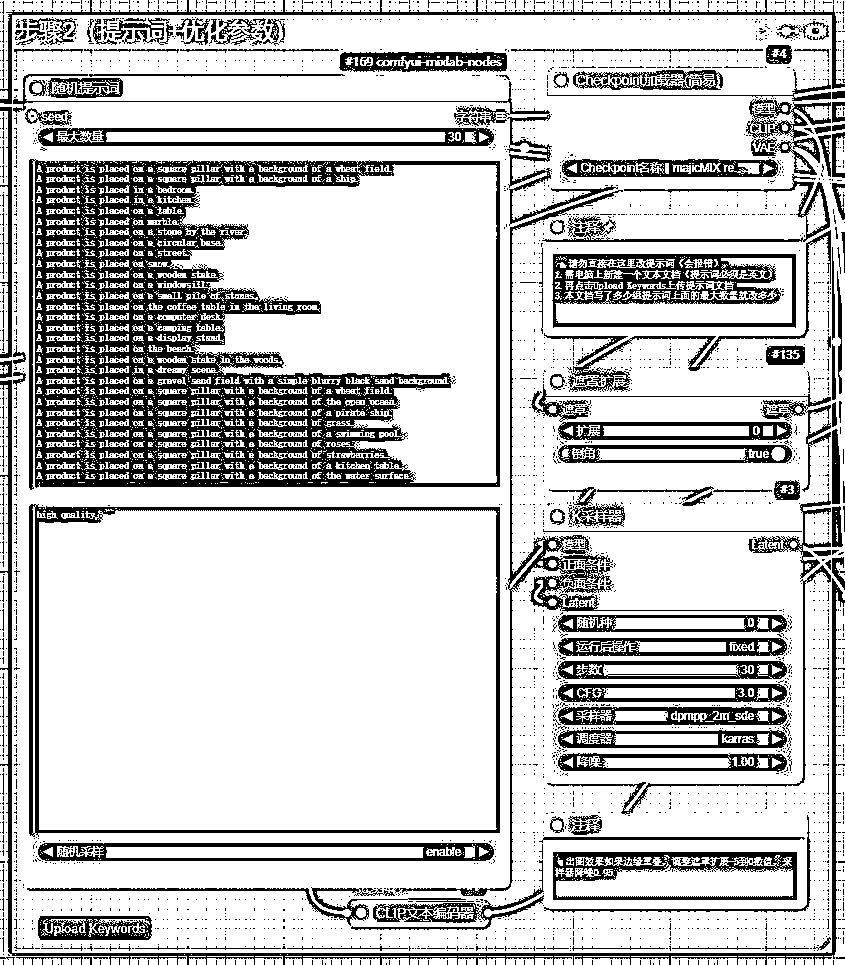 步骤2（提示词+优化参数）
#169 comfyui-mixlab-nodes
随机提示词
seed
字符串
最大数量 30
A product is placed on a square pillar with a background of a wheat field,
A product is placed on a square pillar with a background of a ship,
A product is placed in a bedroom,
A product is placed in a kitchen,
A product is placed on a table,
A product is placed on marble,
A product is placed on a stone by the river,
A product is placed on a circular base,
A product is placed on a street,
A product is placed on snow,
A product is placed on a wooden stake,
A product is placed on a windowsill,
A product is placed on a small pile of stones,
A product is placed on the coffee table in the living room,
A product is placed on a computer desk,
A product is placed on a camping table,
A product is placed on a display stand,
A product is placed on the beach,
A product is placed on a wooden stake in the woods,
A product is placed in a dreamy scene,
A product is placed on a gravel sand field with a simple blurry black sand background,
A product is placed on a square pillar with a background of a wheat field,
A product is placed on a square pillar with a background of the open ocean,
A product is placed on a square pillar with a background of a pirate ship,
A product is placed on a square pillar with a background of grass,
A product is placed on a square pillar with a background of a swimming pool,
A product is placed on a square pillar with a background of roses,
A product is placed on a square pillar with a background of strawberries,
A product is placed on a square pillar with a background of a kitchen table,
A product is placed on a square pillar with a background of the water surface,
high quality,
随机采样 enable
Upload Keywords
CLIP文本编码器
#4
Checkpoint加载器(简易)
模型
CLIP
VAE
Checkpoint名称 majicMIX re...
注释
请勿直接在这里改提示词（会报错）
2.需电脑上新建一个文本文档（提示词必须是英文）
2.再点击Upload Keywords上传提示词文档
3.本文档写了多少组提示词上面的最大数量就改多少
#135
遮罩扩展
遮罩 遮罩
扩展 0
倒角 true
#3
K采样器
模型 Latent
正面条件
负面条件
Latent
随机种 0
运行后操作 fixed
步数 30
CFG 3.0
采样器 dpmpp_2m_sde
调度器 karras
降噪 1.00
注释
出图效果如果边缘重叠，调整遮罩扩展-5到0数值，采
样器降噪0.95